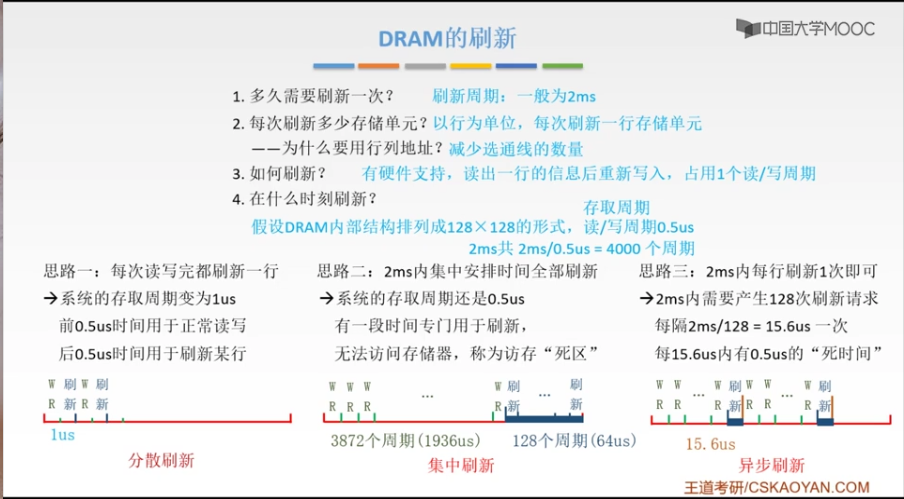 中国大学MOOC
DRAM的刷新
1. 多久需要刷新一次? 刷新周期：一般为2ms
2. 每次刷新多少存储单元? 以行为单位，每次刷新一行存储单元
——为什么要用行列地址? 减少选通线的数量
3. 如何刷新? 有硬件支持，读出一行的信息后重新写入，占用1个读/写周期
4. 在什么时刻刷新?
存取周期
假设DRAM内部结构排列成128×128的形式，读/写周期0.5us
2ms共 2ms/0.5us = 4000 个周期
思路一：每次读写完都刷新一行
→系统的存取周期变为1us
前0.5us时间用于正常读写
后0.5us时间用于刷新某行
W 刷 W 刷
R 新 R 新
1us
分散刷新
思路二：2ms内集中安排时间全部刷新
→系统的存取周期还是0.5us
有一段时间专门用于刷新，
无法访问存储器，称为访存“死区”
W W W ... W 刷 ... 刷
R R R R 新 新
3872个周期(1936us) 128个周期(64us)
集中刷新
思路三：2ms内每行刷新1次即可
→2ms内需要产生128次刷新请求
每隔2ms/128 = 15.6us 一次
每15.6us内有0.5us的“死时间”
W W ... W 刷 W W ... W 刷
R R R 新 R R R 新
15.6us
异步刷新
王道考研/CSKAOYAN.COM